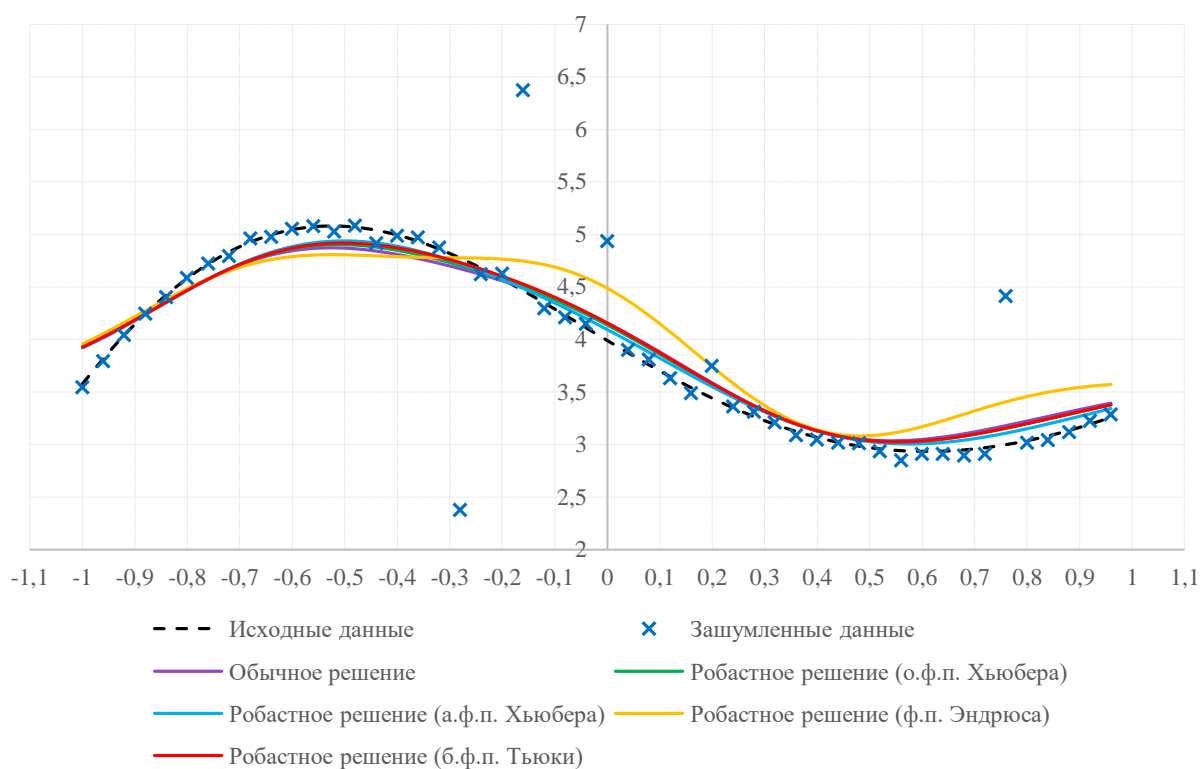 7
6,5
6
5,5
5
4,5
4
3,5
3
2,5
2
-1,1 -1 -0,9 -0,8 -0,7 -0,6 -0,5 -0,4 -0,3 -0,2 -0,1 0 0,1 0,2 0,3 0,4 0,5 0,6 0,7 0,8 0,9 1 1,1
Исходные данные Зашумленные данные
Обычное решение Робастное решение (о.ф.п. Хьюбера)
Робастное решение (а.ф.п. Хьюбера) Робастное решение (ф.п. Эндрюса)
Робастное решение (б.ф.п. Тьюки)